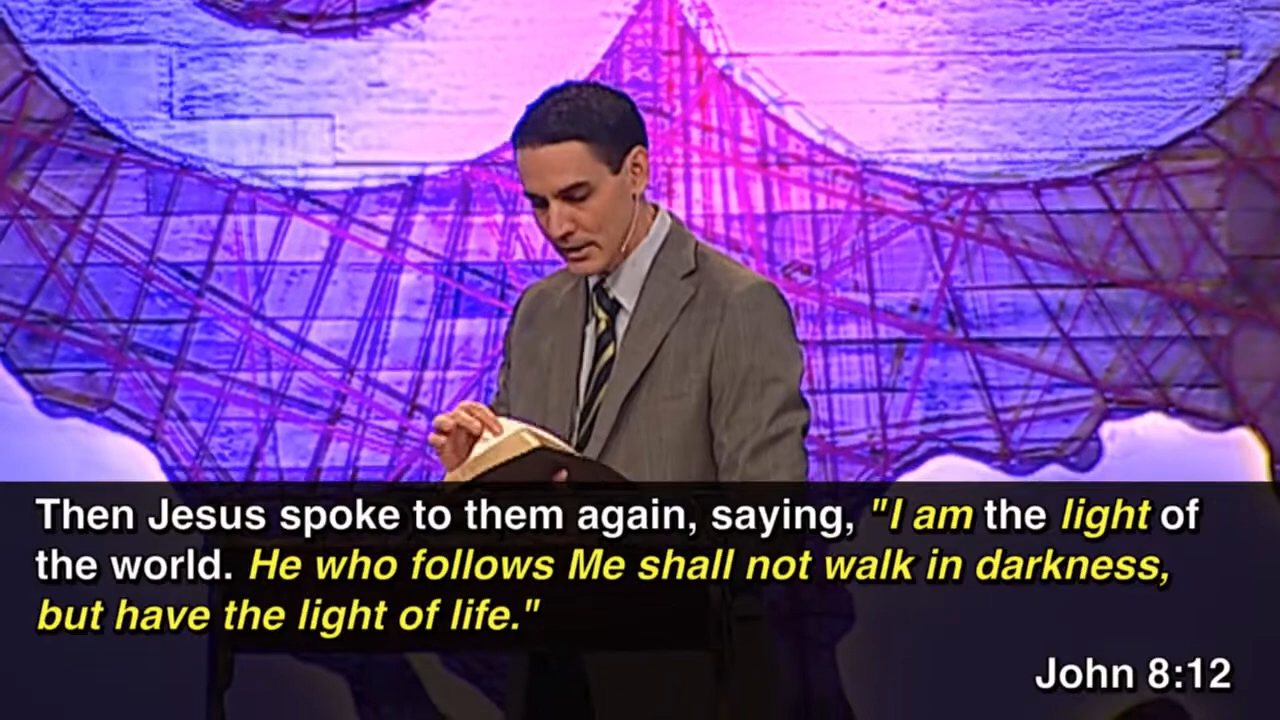 Then Jesus spoke to them again, saying, "I am the light of
the world. He who follows Me shall not walk in darkness,
but have the light of life."
John 8:12